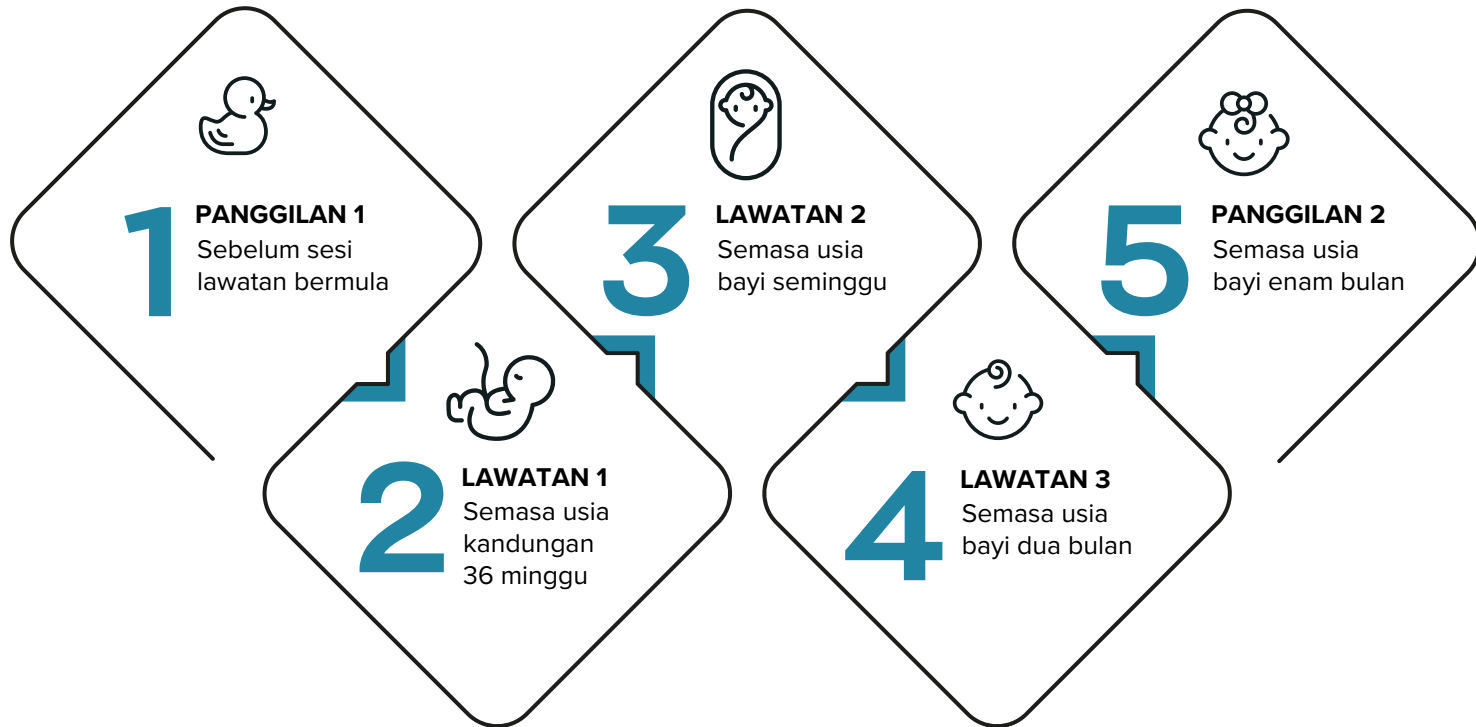 1
PANGGILAN 1
Sebelum sesi
lawatan bermula
2
LAWATAN 1
Semasa usia
kandungan
36 minggu
3
LAWATAN 2
Semasa usia
bayi seminggu
4
LAWATAN 3
Semasa usia
bayi dua bulan
5
PANGGILAN 2
Semasa usia
bayi enam bulan